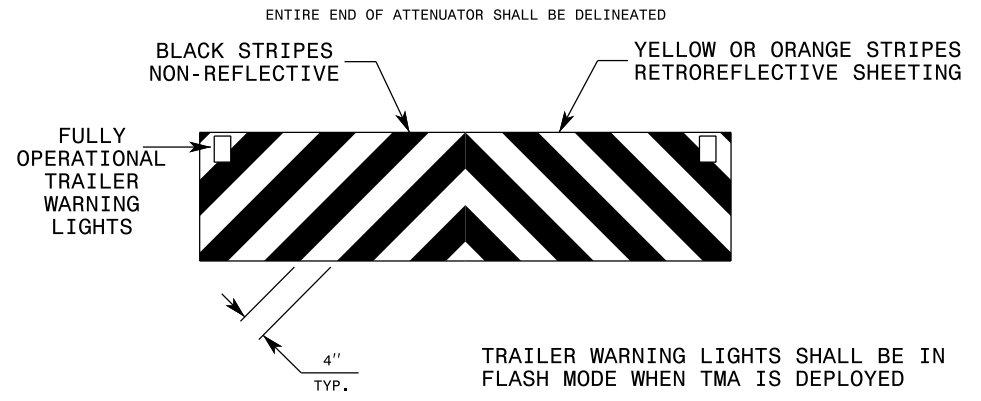 ENTIRE END OF ATTENUATOR SHALL BE DELINEATED
BLACK STRIPES
NON-REFLECTIVE
YELLOW OR ORANGE STRIPES
RETROREFLECTIVE SHEETING
FULLY
OPERATIONAL
TRAILER
WARNING
LIGHTS
4"
TYP.
TRAILER WARNING LIGHTS SHALL BE IN
FLASH MODE WHEN TMA IS DEPLOYED